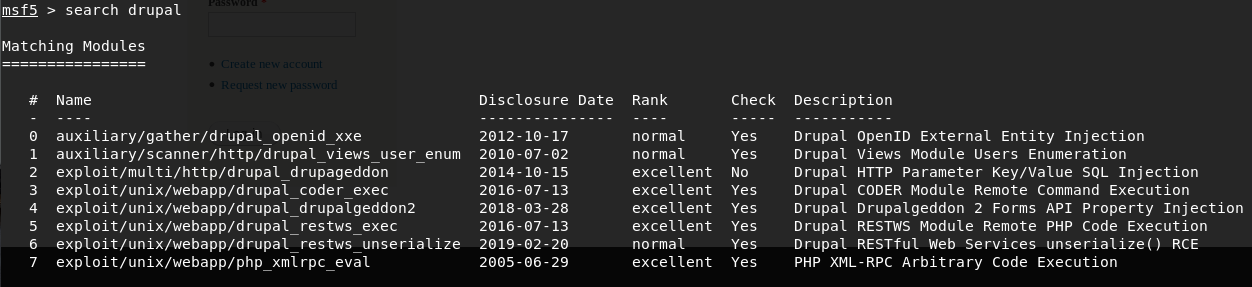 msf5 > search drupal
Password *
Matching Modules
================
Create new account
Request new password
# Name Disclosure Date Rank Check Description
- ---- --------------- ---- ----- -----------
0 auxiliary/gather/drupal_openid_xxe 2012-10-17 normal Yes Drupal OpenID External Entity Injection
1 auxiliary/scanner/http/drupal_views_user_enum 2010-07-02 normal Yes Drupal Views Module Users Enumeration
2 exploit/multi/http/drupal_drupageddon 2014-10-15 excellent No Drupal HTTP Parameter Key/Value SQL Injection
3 exploit/unix/webapp/drupal_coder_exec 2016-07-13 excellent Yes Drupal CODER Module Remote Command Execution
4 exploit/unix/webapp/drupal_drupalgeddon2 2018-03-28 excellent Yes Drupal Drupalgeddon 2 Forms API Property Injection
5 exploit/unix/webapp/drupal_restws_exec 2016-07-13 excellent Yes Drupal RESTWS Module Remote PHP Code Execution
6 exploit/unix/webapp/drupal_restws_unserialize 2019-02-20 normal Yes Drupal RESTful Web Services unserialize() RCE
7 exploit/unix/webapp/php_xmlrpc_eval 2005-06-29 excellent Yes PHP XML-RPC Arbitrary Code Execution